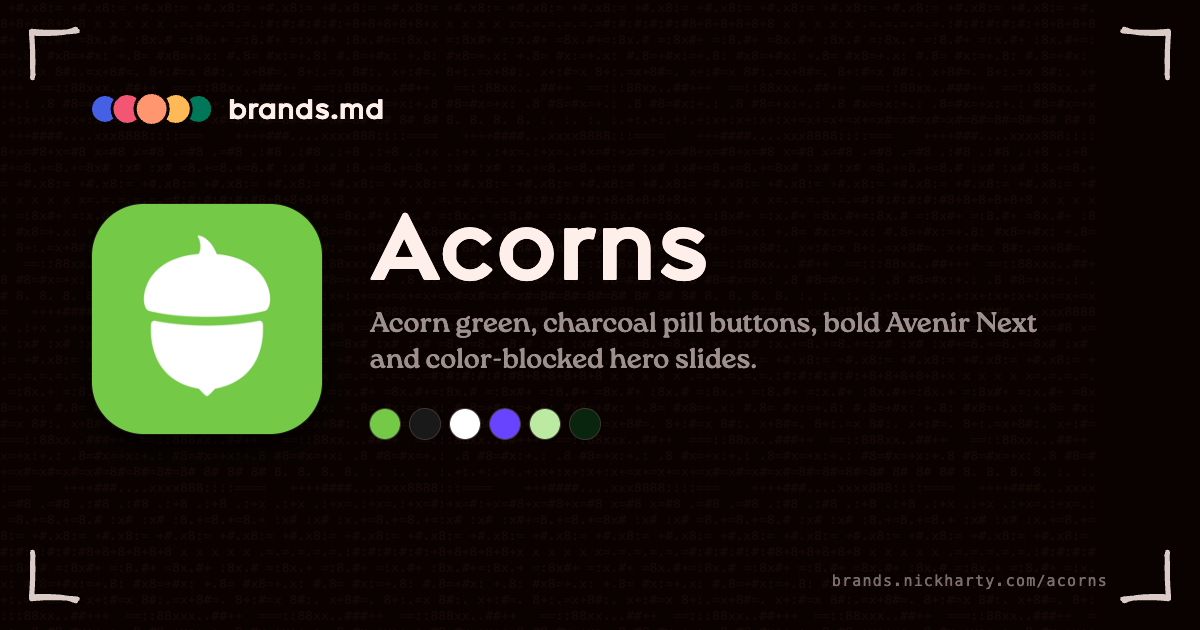 brands.md
Acorns
Acorn green, charcoal pill buttons, bold Avenir Next
and color-blocked hero slides.
brands.nickharty.com/acorns